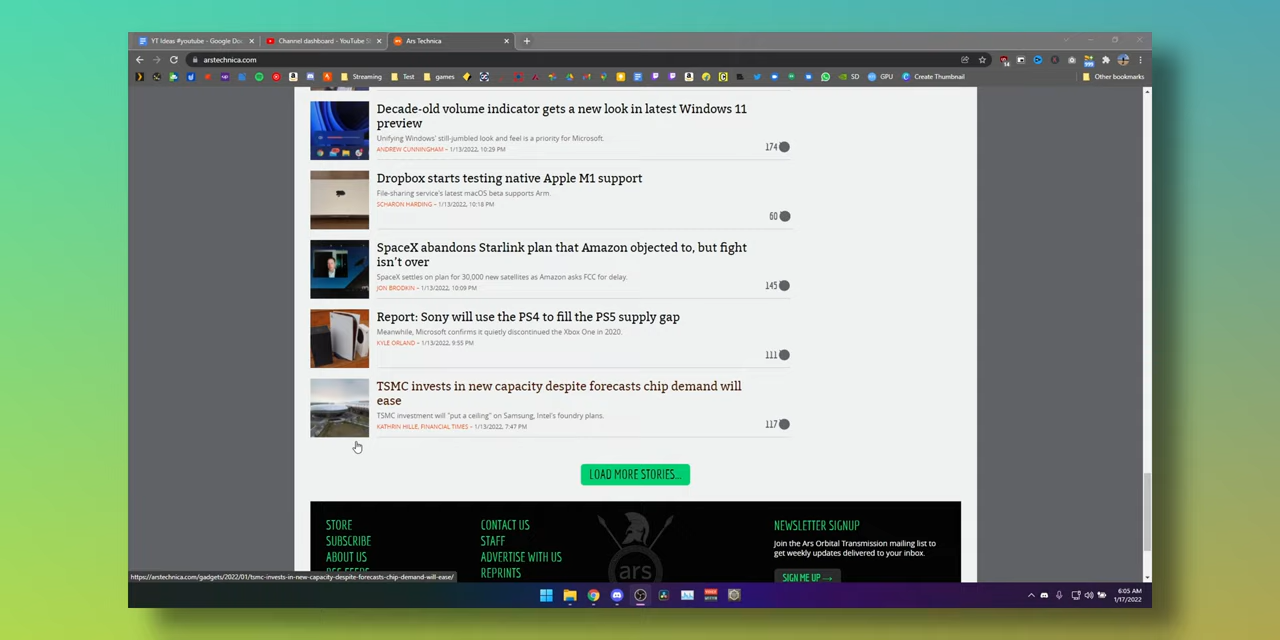 YT Ideas #youtube - Google Do
Channel dashboard - YouTube S
Ars Technica
arstechnica.com
Streaming
Test
games
SD
GPU
Create Thumbnail
Other bookmarks
Decade-old volume indicator gets a new look in latest Windows 11
preview
Unifying Windows' still-jumbled look and feel is a priority for Microsoft.
ANDREW CUNNINGHAM – 1/13/2022, 10:29 PM
174
Dropbox starts testing native Apple M1 support
File-sharing service's latest macOS beta supports Arm.
SCHARON HARDING – 1/13/2022, 10:18 PM
60
SpaceX abandons Starlink plan that Amazon objected to, but fight
isn't over
SpaceX settles on plan for 30,000 new satellites as Amazon asks FCC for delay.
JON BRODKIN – 1/13/2022, 10:09 PM
145
Report: Sony will use the PS4 to fill the PS5 supply gap
Meanwhile, Microsoft confirms it quietly discontinued the Xbox One in 2020.
KYLE ORLAND – 1/13/2022, 9:55 PM
111
TSMC invests in new capacity despite forecasts chip demand will
ease
TSMC investment will "put a ceiling" on Samsung, Intel's foundry plans.
KATHRIN HILLE, FINANCIAL TIMES – 1/13/2022, 7:47 PM
117
LOAD MORE STORIES...
STORE
SUBSCRIBE
ABOUT US
RSS FEEDS
CONTACT US
STAFF
ADVERTISE WITH US
REPRINTS
ars
NEWSLETTER SIGNUP
Join the Ars Orbital Transmission mailing list to
get weekly updates delivered to your inbox.
SIGN ME UP →
https://arstechnica.com/gadgets/2022/01/tsmc-invests-in-new-capacity-despite-forecasts-chip-demand-will-ease/
6:05 AM
1/17/2022